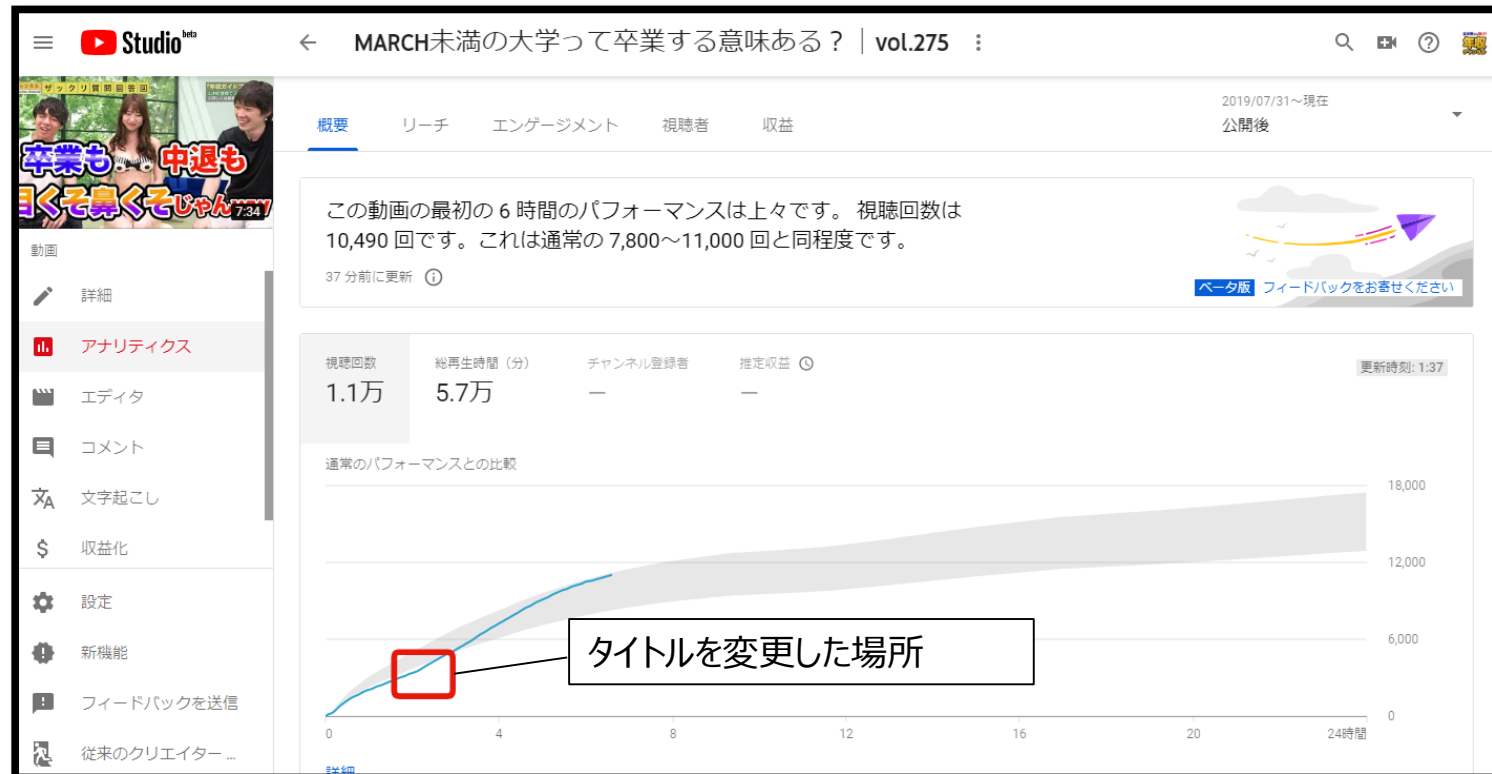 Studio beta
MARCH未満の大学って卒業する意味ある？｜vol.275
ザックリ質問回答回
卒業も 中退も
目くそ鼻くそじゃん
7:34
動画
詳細
アナリティクス
エディタ
コメント
文字起こし
収益化
設定
新機能
フィードバックを送信
従来のクリエイター ...
概要 リーチ エンゲージメント 視聴者 収益
2019/07/31～現在
公開後
この動画の最初の 6 時間のパフォーマンスは上々です。 視聴回数は
10,490 回です。これは通常の 7,800～11,000 回と同程度です。
37 分前に更新
ベータ版 フィードバックをお寄せください
視聴回数 総再生時間（分） チャンネル登録者 推定収益
更新時刻: 1:37
1.1万 5.7万 — —
通常のパフォーマンスとの比較
18,000
12,000
6,000
0
タイトルを変更した場所
0 4 8 12 16 20 24時間
詳細